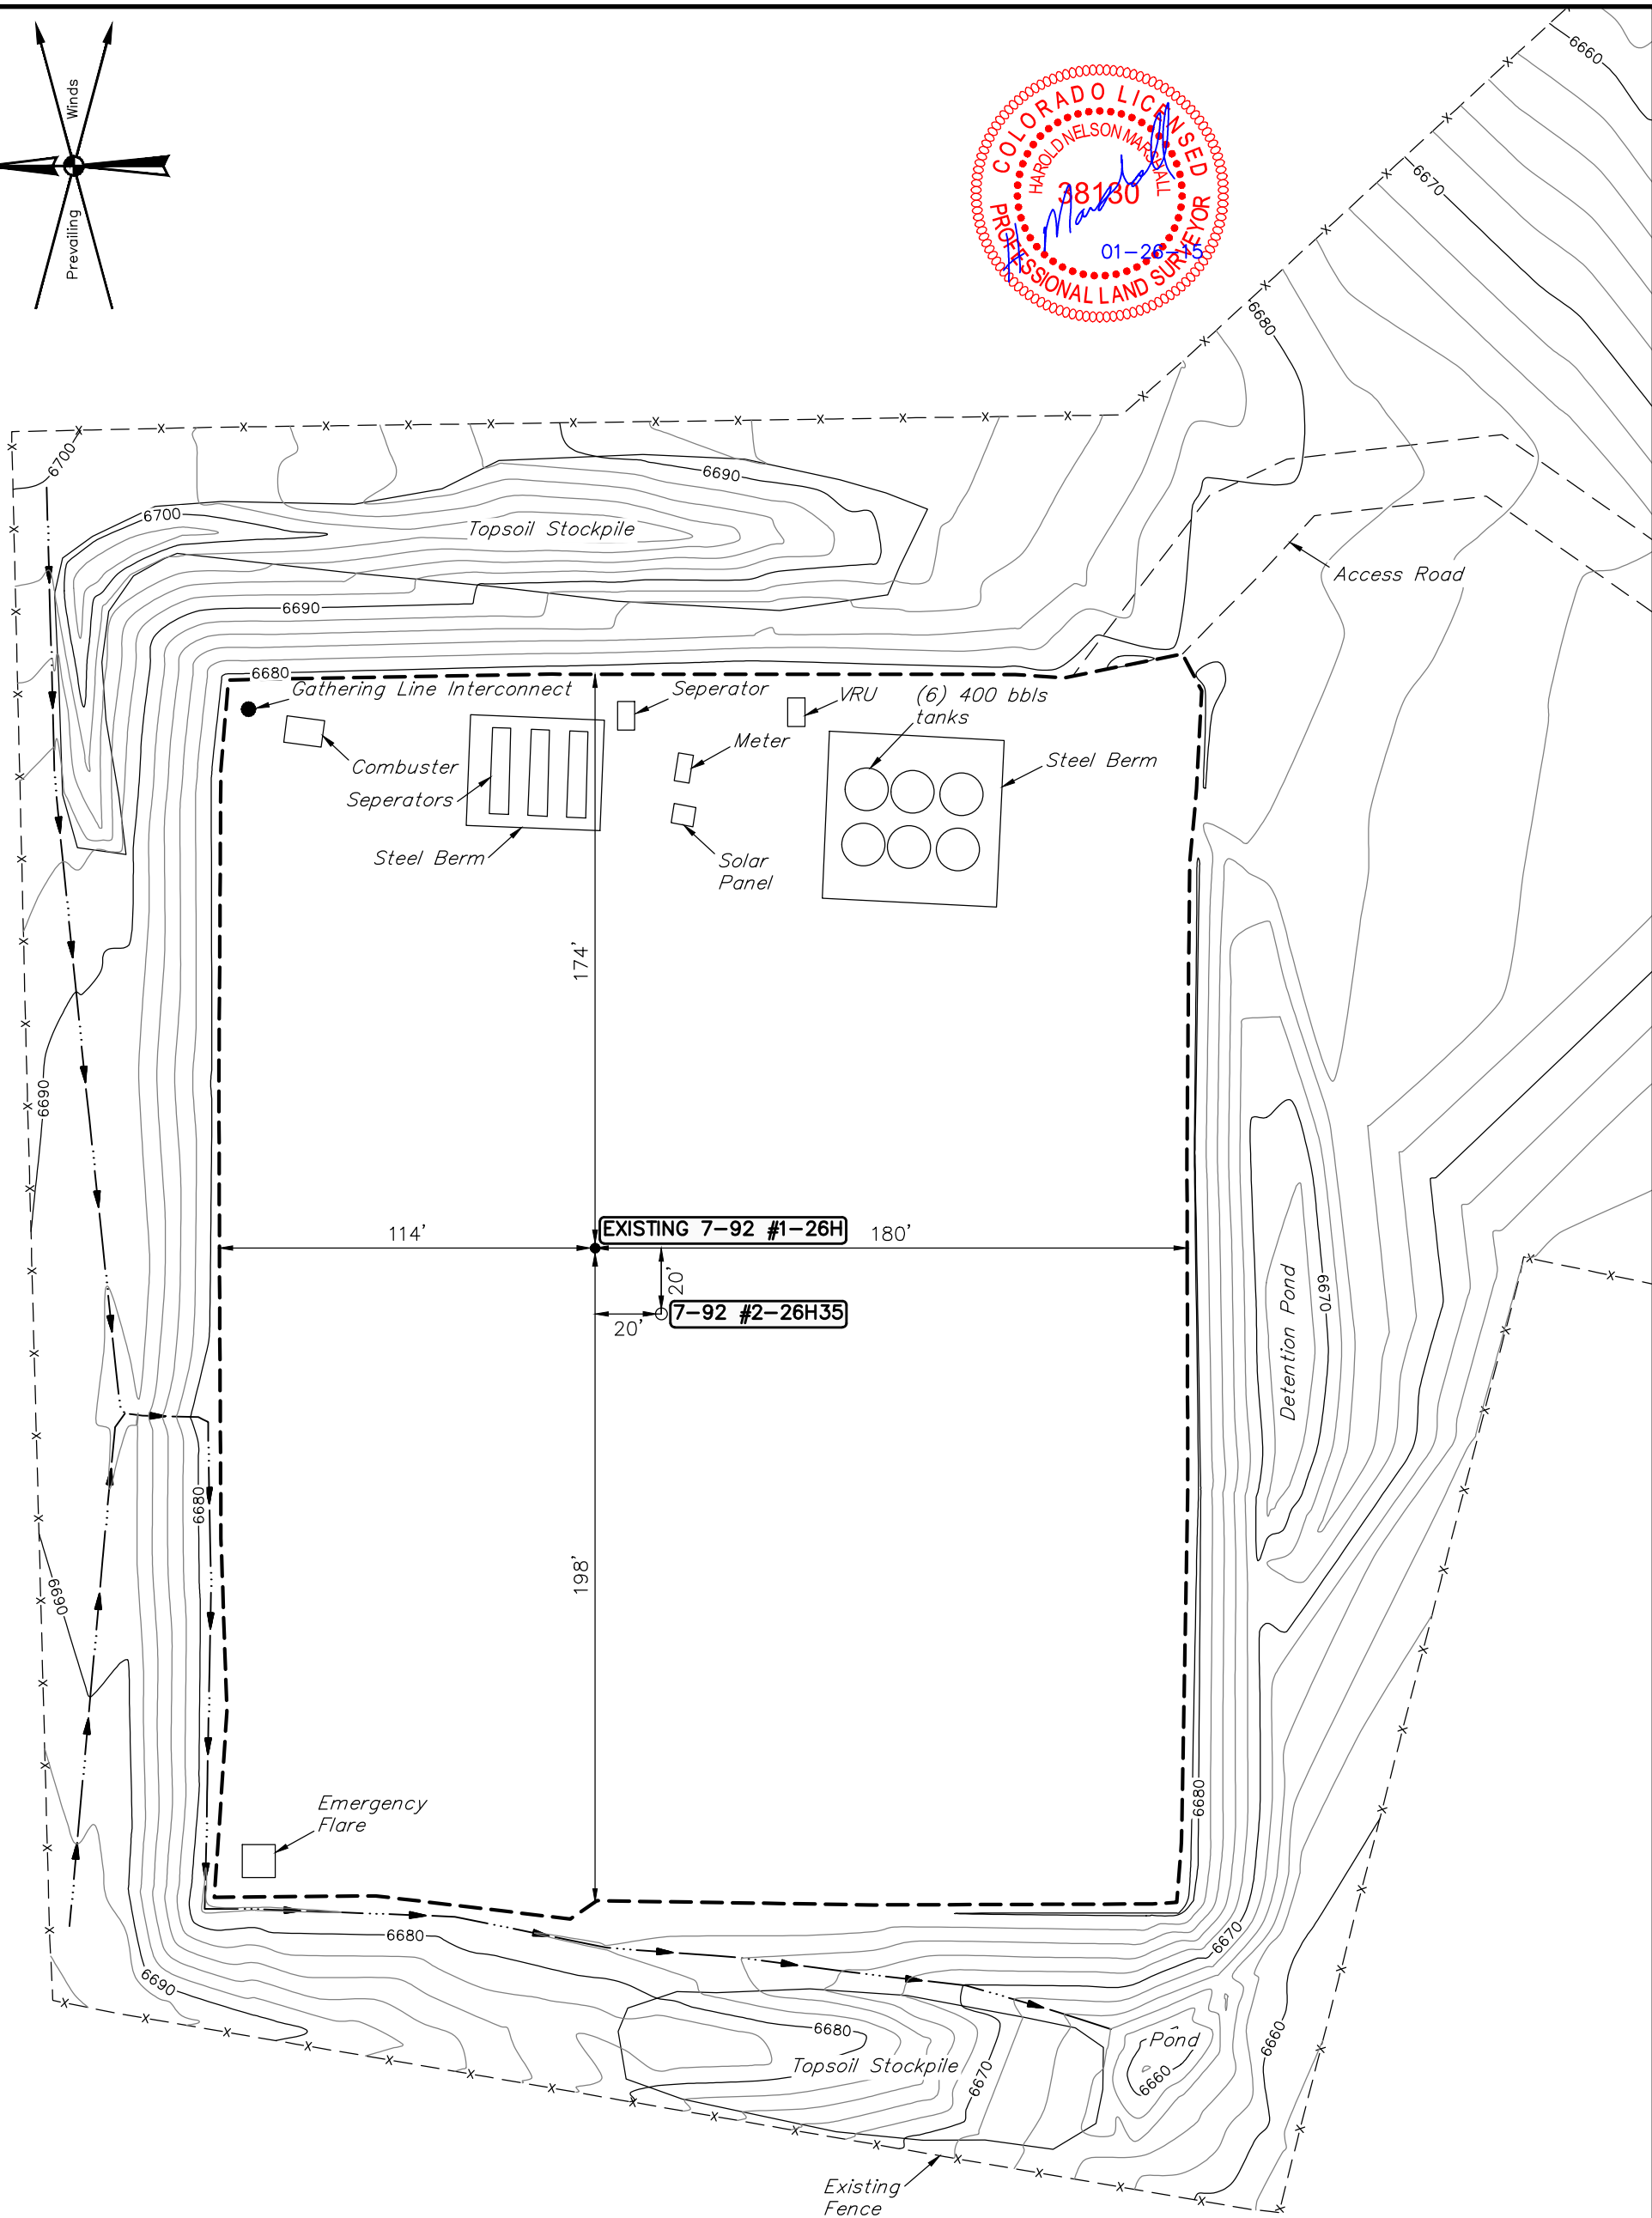 Prevailing Winds
COLORADO LICENSED
HAROLD NELSON MARSHALL
38130
01-26-15
PROFESSIONAL LAND SURVEYOR
6660
6670
6680
6700
6690
6700
Topsoil Stockpile
Access Road
6690
6680
Gathering Line Interconnect
Seperator
VRU
(6) 400 bbls
tanks
Combuster
Meter
Steel Berm
Seperators
Steel Berm
Solar
Panel
174'
6690
114'
EXISTING 7-92 #1-26H
180'
20'
7-92 #2-26H35
20'
6670
Detention Pond
6680
198'
6690
6680
Emergency
Flare
6680
6670
6690
6680
Pond
Topsoil Stockpile
6660
6670
6660
Existing
Fence